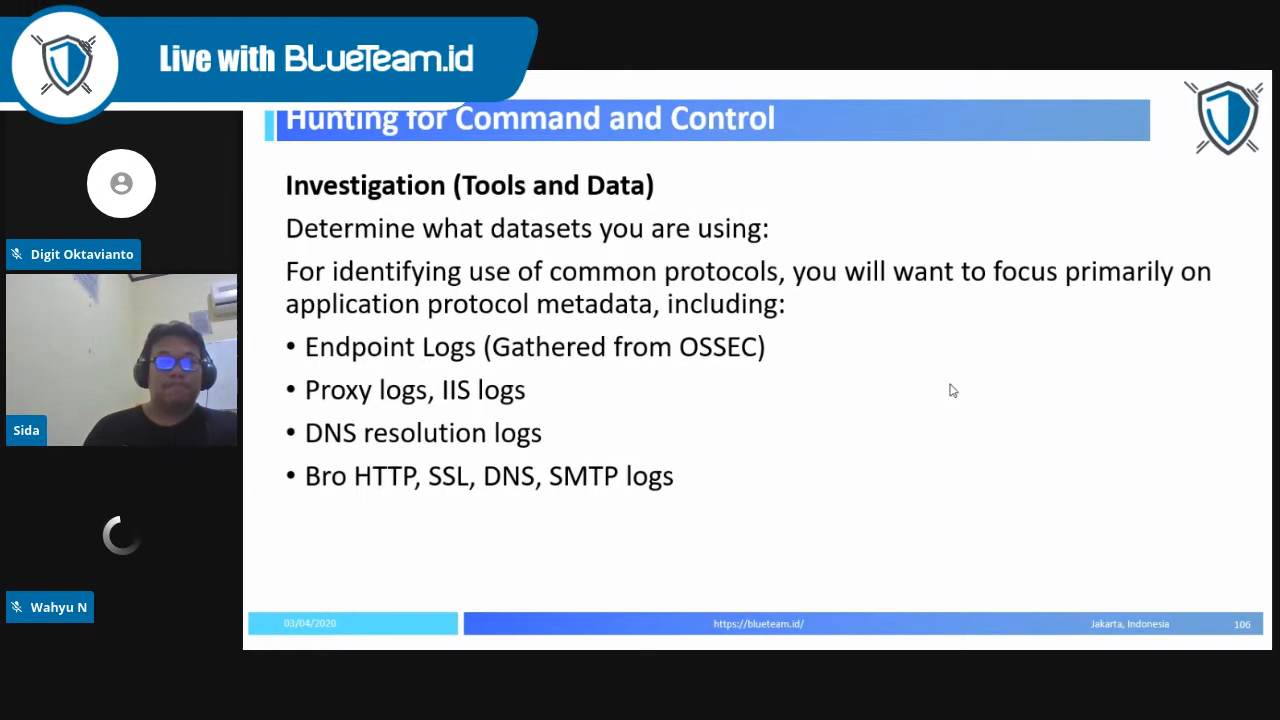 Live with BLueTeam.id
Hunting for Command and Control
Investigation (Tools and Data)
Determine what datasets you are using:
For identifying use of common protocols, you will want to focus primarily on
application protocol metadata, including:
• Endpoint Logs (Gathered from OSSEC)
• Proxy logs, IIS logs
• DNS resolution logs
• Bro HTTP, SSL, DNS, SMTP logs
Digit Oktavianto
Sida
Wahyu N
03/04/2020
https://blueteam.id/
Jakarta, Indonesia
106